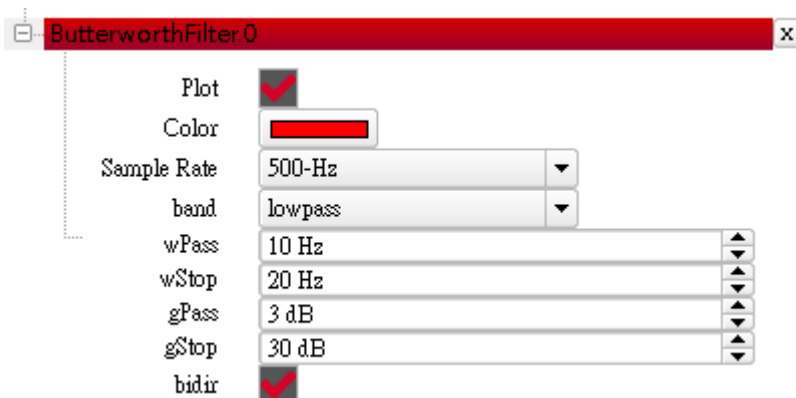 ButterworthFilter.0 x
Plot
Color
Sample Rate 500-Hz
band lowpass
wPass 10 Hz
wStop 20 Hz
gPass 3 dB
gStop 30 dB
bidir